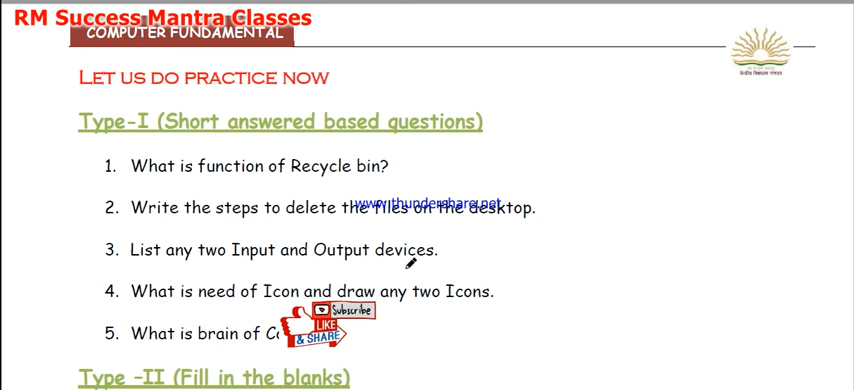 RM Success Mantra Classes
COMPUTER FUNDAMENTAL
केन्द्रीय विद्यालय संगठन
LET US DO PRACTICE NOW
Type-I (Short answered based questions)
1. What is function of Recycle bin?
www.thundershare.net
2. Write the steps to delete the files on the desktop.
3. List any two Input and Output devices.
4. What is need of Icon and draw any two Icons.
Subscribe
LIKE
& SHARE
5. What is brain of
Type -II (Fill in the blanks)